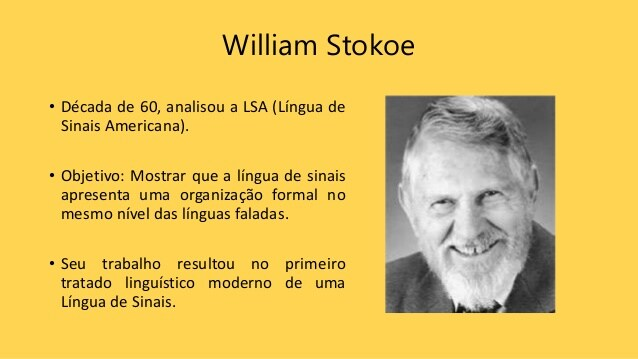 William Stokoe
• Década de 60, analisou a LSA (Língua de
Sinais Americana).
• Objetivo: Mostrar que a língua de sinais
apresenta uma organização formal no
mesmo nível das línguas faladas.
• Seu trabalho resultou no primeiro
tratado linguístico moderno de uma
Língua de Sinais.